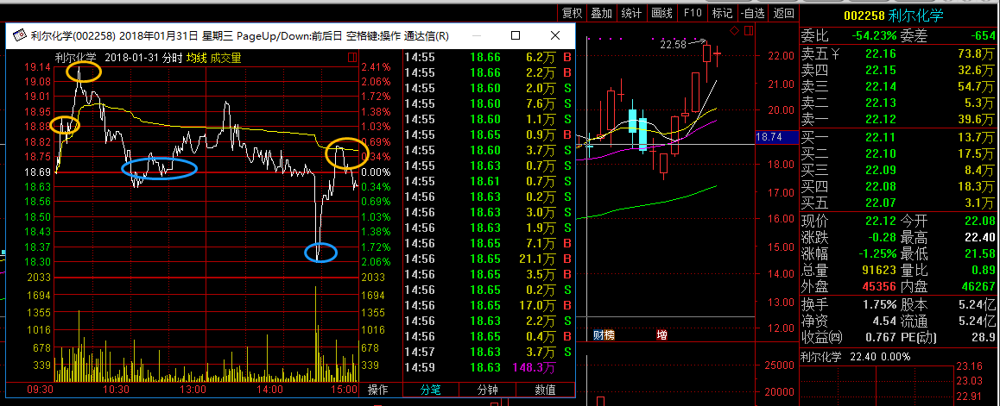 复权 叠加 统计 画线 F10 标记 -自选 返回
002258 利尔化学
利尔化学(002258) 2018年01月31日 星期三 PageUp/Down:前后日 空格键:操作 通达信(R)
利尔化学 2018-01-31 分时 均线 成交量
19.14 2.41%
19.08 2.06%
19.01 1.72%
18.95 1.38%
18.88 1.03%
18.82 0.69%
18.75 0.34%
18.69 0.00%
18.63 0.34%
18.56 0.69%
18.50 1.03%
18.43 1.38%
18.37 1.72%
18.30 2.06%
2033 2033
1694 1694
1355 1355
1016 1016
678 678
339 339
09:30 10:30 13:00 14:00 15:00 操作
14:55 18.66 6.2万 B
14:55 18.66 2.2万 B
14:55 18.60 2.0万 S
14:55 18.60 7.6万 S
14:55 18.60 1.1万 S
14:55 18.65 0.9万 B
14:55 18.60 3.7万 S
14:55 18.63 0.7万 S
14:55 18.61 0.7万 S
14:56 18.63 0.2万 S
14:56 18.63 3.0万 S
14:56 18.63 1.9万 S
14:56 18.65 7.1万 B
14:56 18.65 21.1万 B
14:56 18.65 3.5万 B
14:56 18.65 0.2万 S
14:56 18.65 17.0万 B
14:56 18.63 2.2万 S
14:56 18.65 0.4万 B
14:57 18.63 3.7万 S
14:59 18.63 148.3万
分笔 分钟 数值
22.58
22.00
21.00
20.00
18.74
18.00
17.00
16.00
15.00
14.00
13.00
12.00
财榜 增
25000
20000
委比 -54.23% 委差 -654
卖五￥ 22.16 73.8万
卖四 22.15 32.6万
卖三 22.14 54.7万
卖二 22.13 5.3万
卖一 22.12 39.6万
买一 22.11 13.7万
买二 22.10 17.5万
买三 22.09 8.4万
买四 22.08 18.3万
买五 22.07 3.1万
现价 22.12 今开 22.08
涨跌 -0.28 最高 22.40
涨幅 -1.25% 最低 21.58
总量 91623 量比 0.89
外盘 45356 内盘 46267
换手 1.75% 股本 5.24亿
净资 4.54 流通 5.24亿
收益㈣ 0.767 PE(动) 28.9
利尔化学 22.40 0.00%
23.16
23.03
22.91